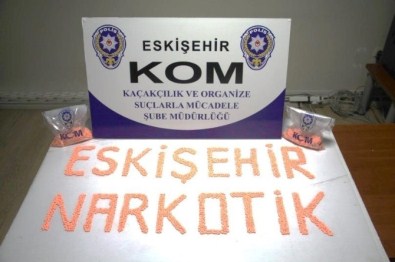 POLİS
POLİS
ESKİŞEHİR
KOM
KAÇAKÇILIK VE ORGANİZE
SUÇLARLA MÜCADELE
ŞUBE MÜDÜRLÜĞÜ
KOM
KOM
ESKİŞEHİR
NARKOTİK